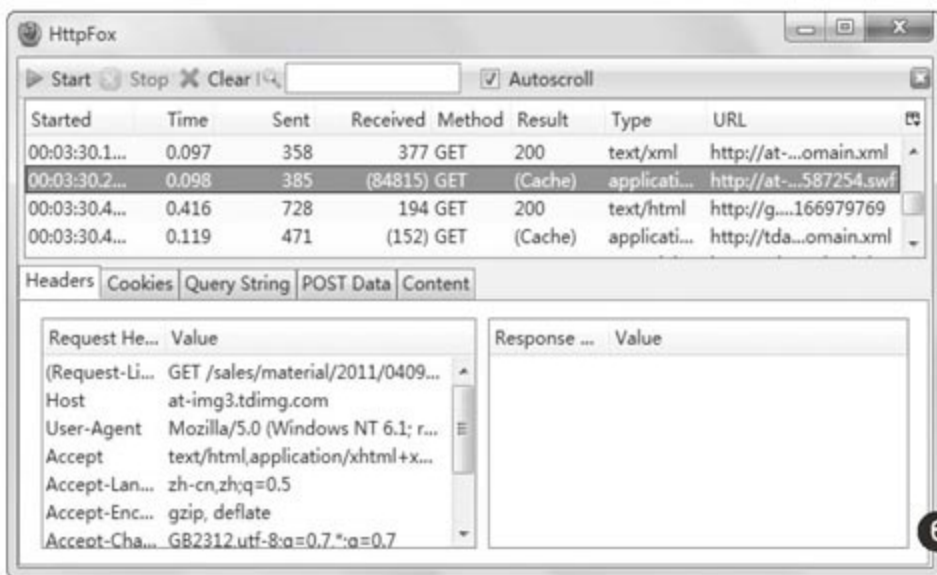 HttpFox
Start Stop Clear Autoscroll
Started Time Sent Received Method Result Type URL
00:03:30.1... 0.097 358 377 GET 200 text/xml http://at-...omain.xml
00:03:30.2... 0.098 385 (84815) GET (Cache) applicati... http://at-...587254.swf
00:03:30.4... 0.416 728 194 GET 200 text/html http://g....166979769
00:03:30.4... 0.119 471 (152) GET (Cache) applicati... http://tda...omain.xml
Headers Cookies Query String POST Data Content
Request He... Value Response ... Value
(Request-Li... GET /sales/material/2011/0409...
Host at-img3.tdimg.com
User-Agent Mozilla/5.0 (Windows NT 6.1; r...
Accept text/html,application/xhtml+x...
Accept-Lan... zh-cn,zh;q=0.5
Accept-Enc... gzip, deflate
Accept-Cha... GB2312,utf-8;q=0.7,*;q=0.7
6